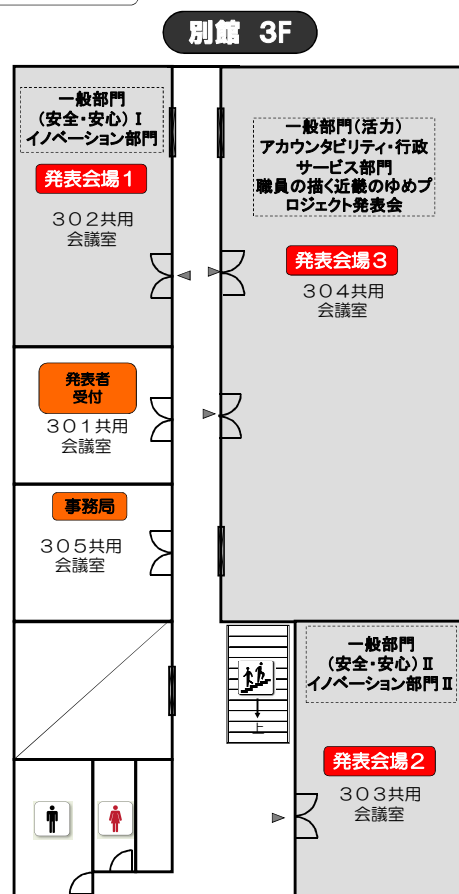 別館 3F
一般部門
(安全・安心) Ⅰ
イノベーション部門
発表会場1
302共用
会議室
一般部門(活力)
アカウンタビリティ・行政
サービス部門
職員の描く近畿のゆめプ
ロジェクト発表会
発表会場3
304共用
会議室
発表者
受付
301共用
会議室
事務局
305共用
会議室
上
一般部門
(安全・安心) Ⅱ
イノベーション部門Ⅱ
発表会場2
303共用
会議室